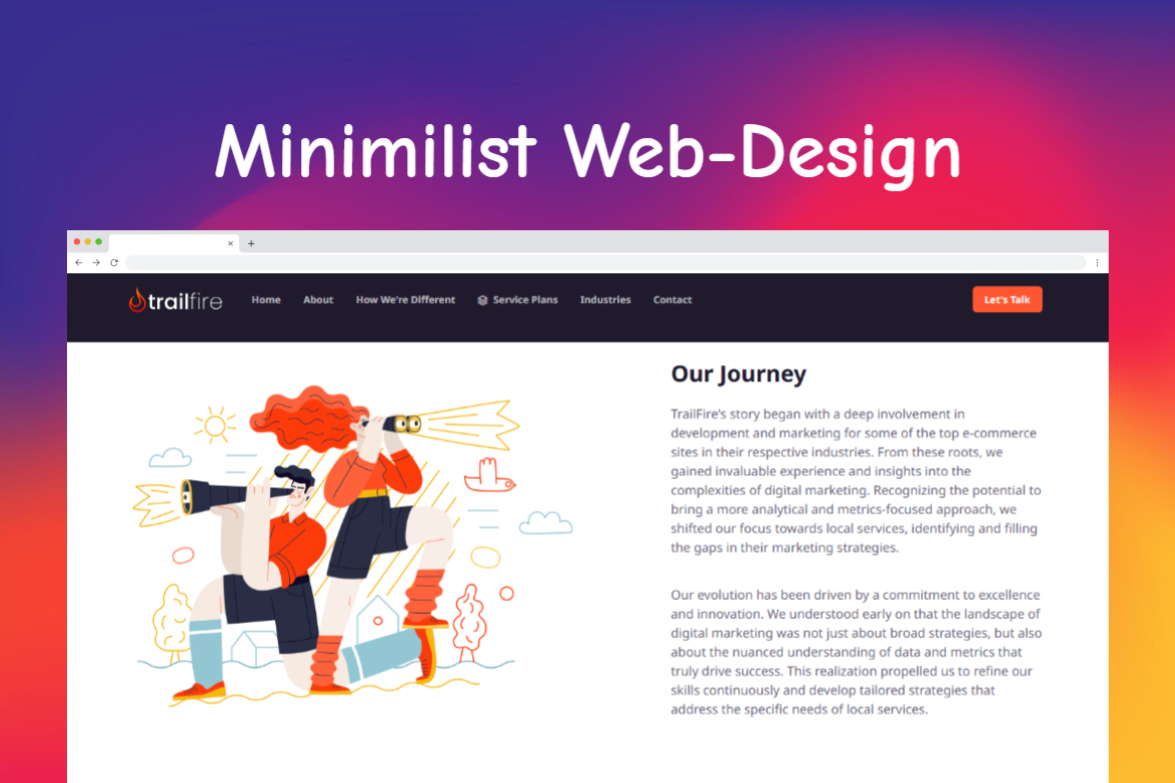 Minimilist Web-Design
trailfire Home About How We're Different Service Plans Industries Contact Let's Talk
Our Journey
TrailFire's story began with a deep involvement in
development and marketing for some of the top e-commerce
sites in their respective industries. From these roots, we
gained invaluable experience and insights into the
complexities of digital marketing. Recognizing the potential to
bring a more analytical and metrics-focused approach, we
shifted our focus towards local services, identifying and filling
the gaps in their marketing strategies.
Our evolution has been driven by a commitment to excellence
and innovation. We understood early on that the landscape of
digital marketing was not just about broad strategies, but also
about the nuanced understanding of data and metrics that
truly drive success. This realization propelled us to refine our
skills continuously and develop tailored strategies that
address the specific needs of local services.